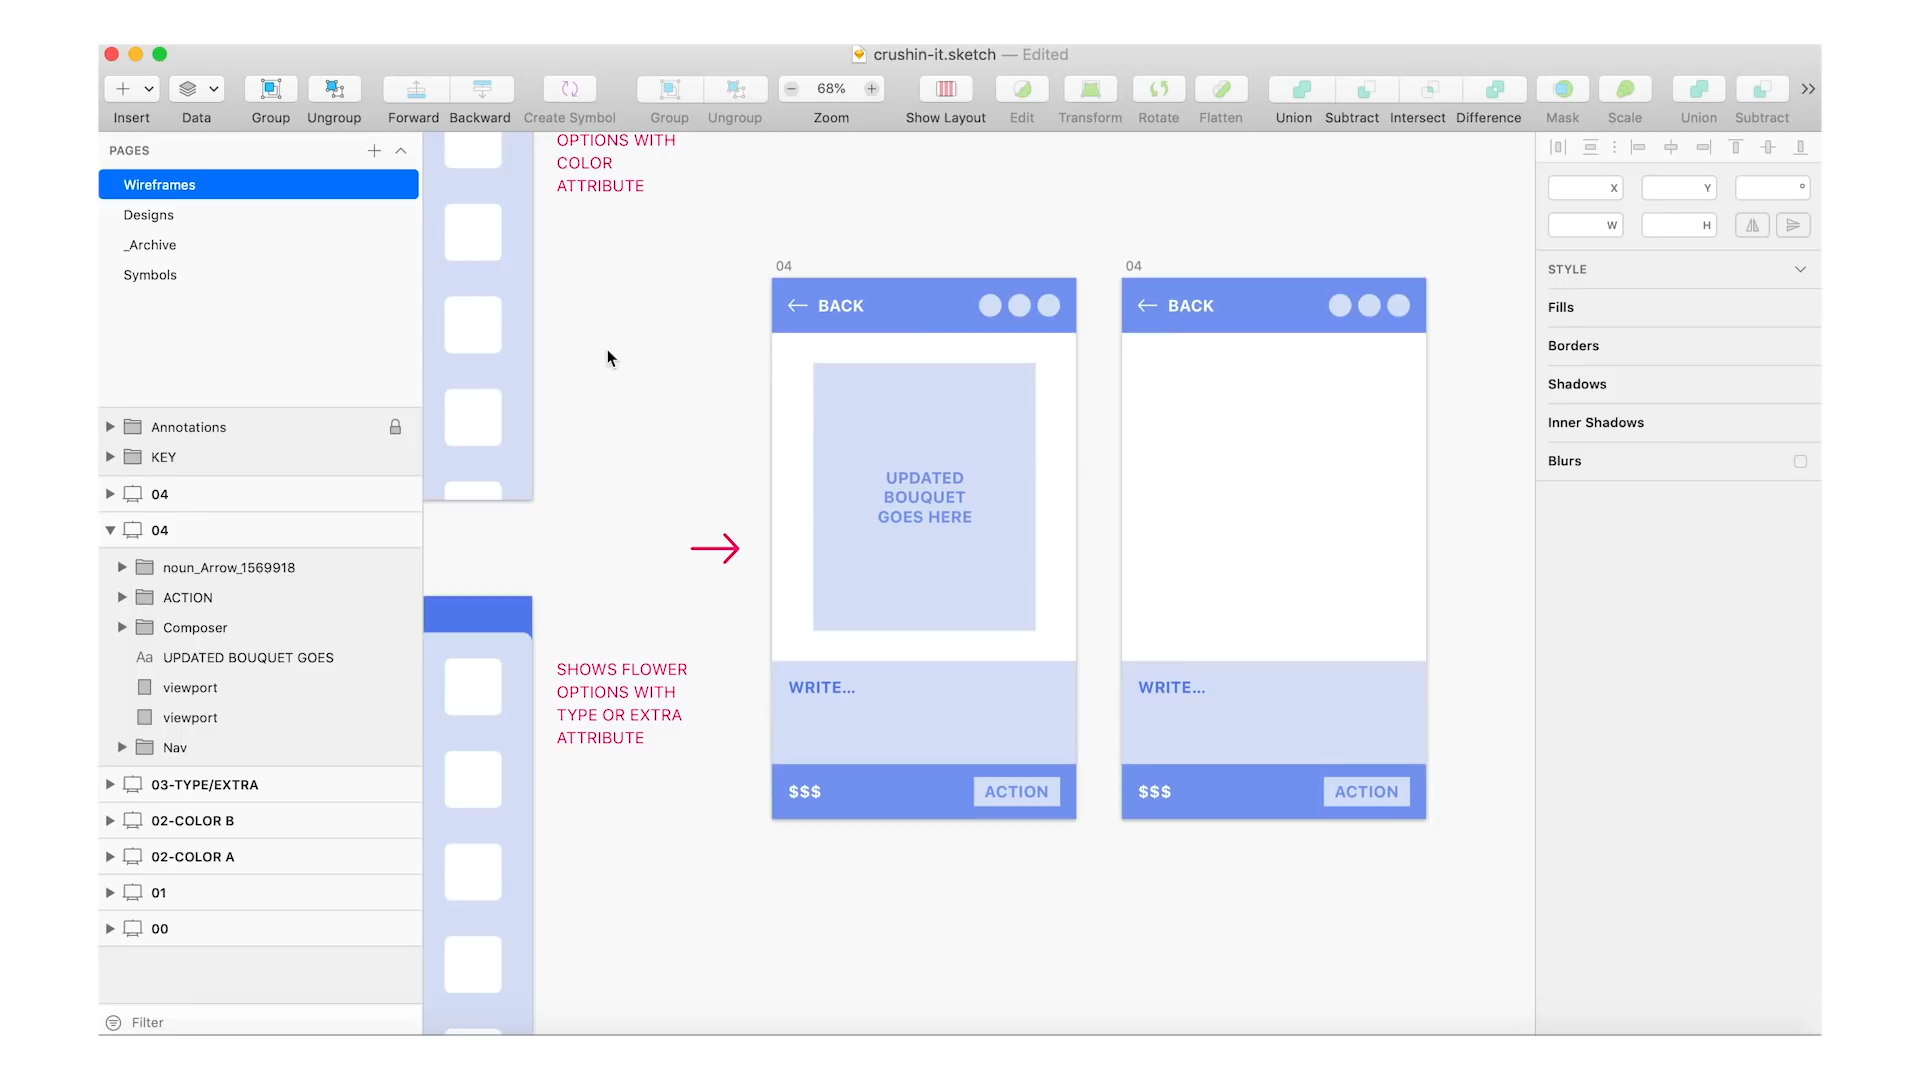 crushin-it.sketch — Edited
68%
Insert Data Group Ungroup Forward Backward Create Symbol Group Ungroup Zoom Show Layout Edit Transform Rotate Flatten Union Subtract Intersect Difference Mask Scale Union Subtract
PAGES
Wireframes
Designs
_Archive
Symbols
Annotations
KEY
04
04
noun_Arrow_1569918
ACTION
Composer
Aa UPDATED BOUQUET GOES
viewport
viewport
Nav
03-TYPE/EXTRA
02-COLOR B
02-COLOR A
01
00
Filter
OPTIONS WITH
COLOR
ATTRIBUTE
SHOWS FLOWER
OPTIONS WITH
TYPE OR EXTRA
ATTRIBUTE
04
BACK
UPDATED
BOUQUET
GOES HERE
WRITE...
$$$ ACTION
04
BACK
WRITE...
$$$ ACTION
X Y °
W H
STYLE
Fills
Borders
Shadows
Inner Shadows
Blurs